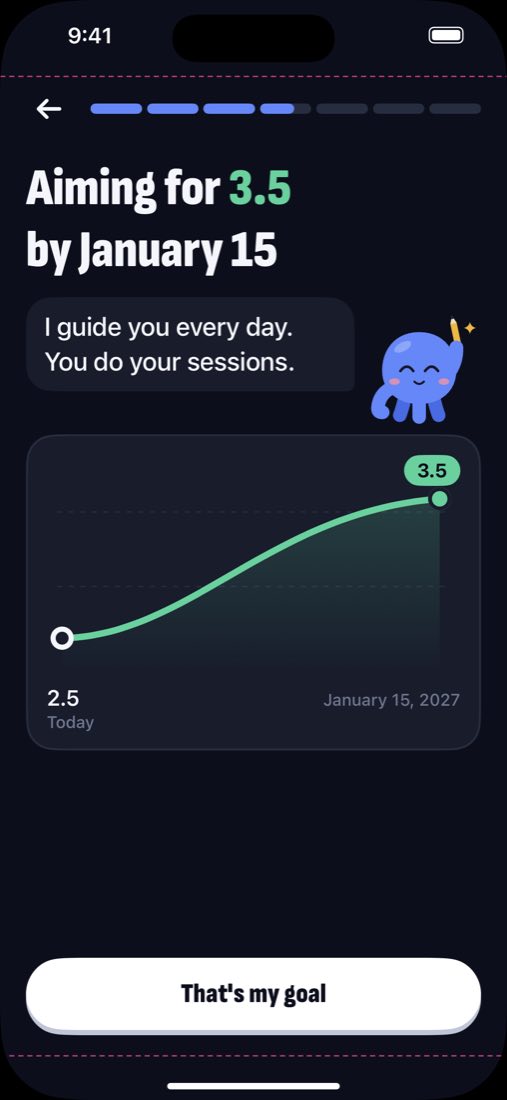 9:41
Aiming for 3.5
by January 15
I guide you every day.
You do your sessions.
3.5
2.5
Today
January 15, 2027
That's my goal